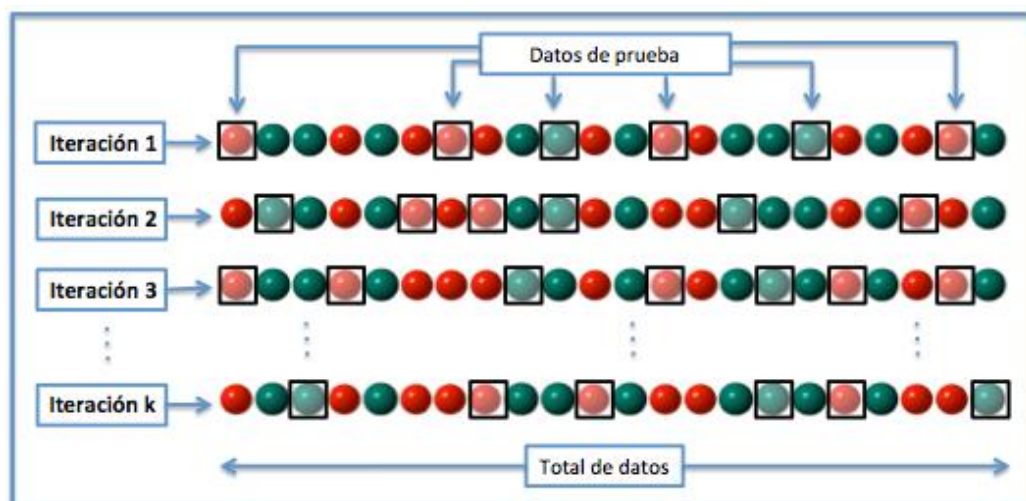 Datos de prueba
Iteración 1
Iteración 2
Iteración 3
Iteración k
Total de datos